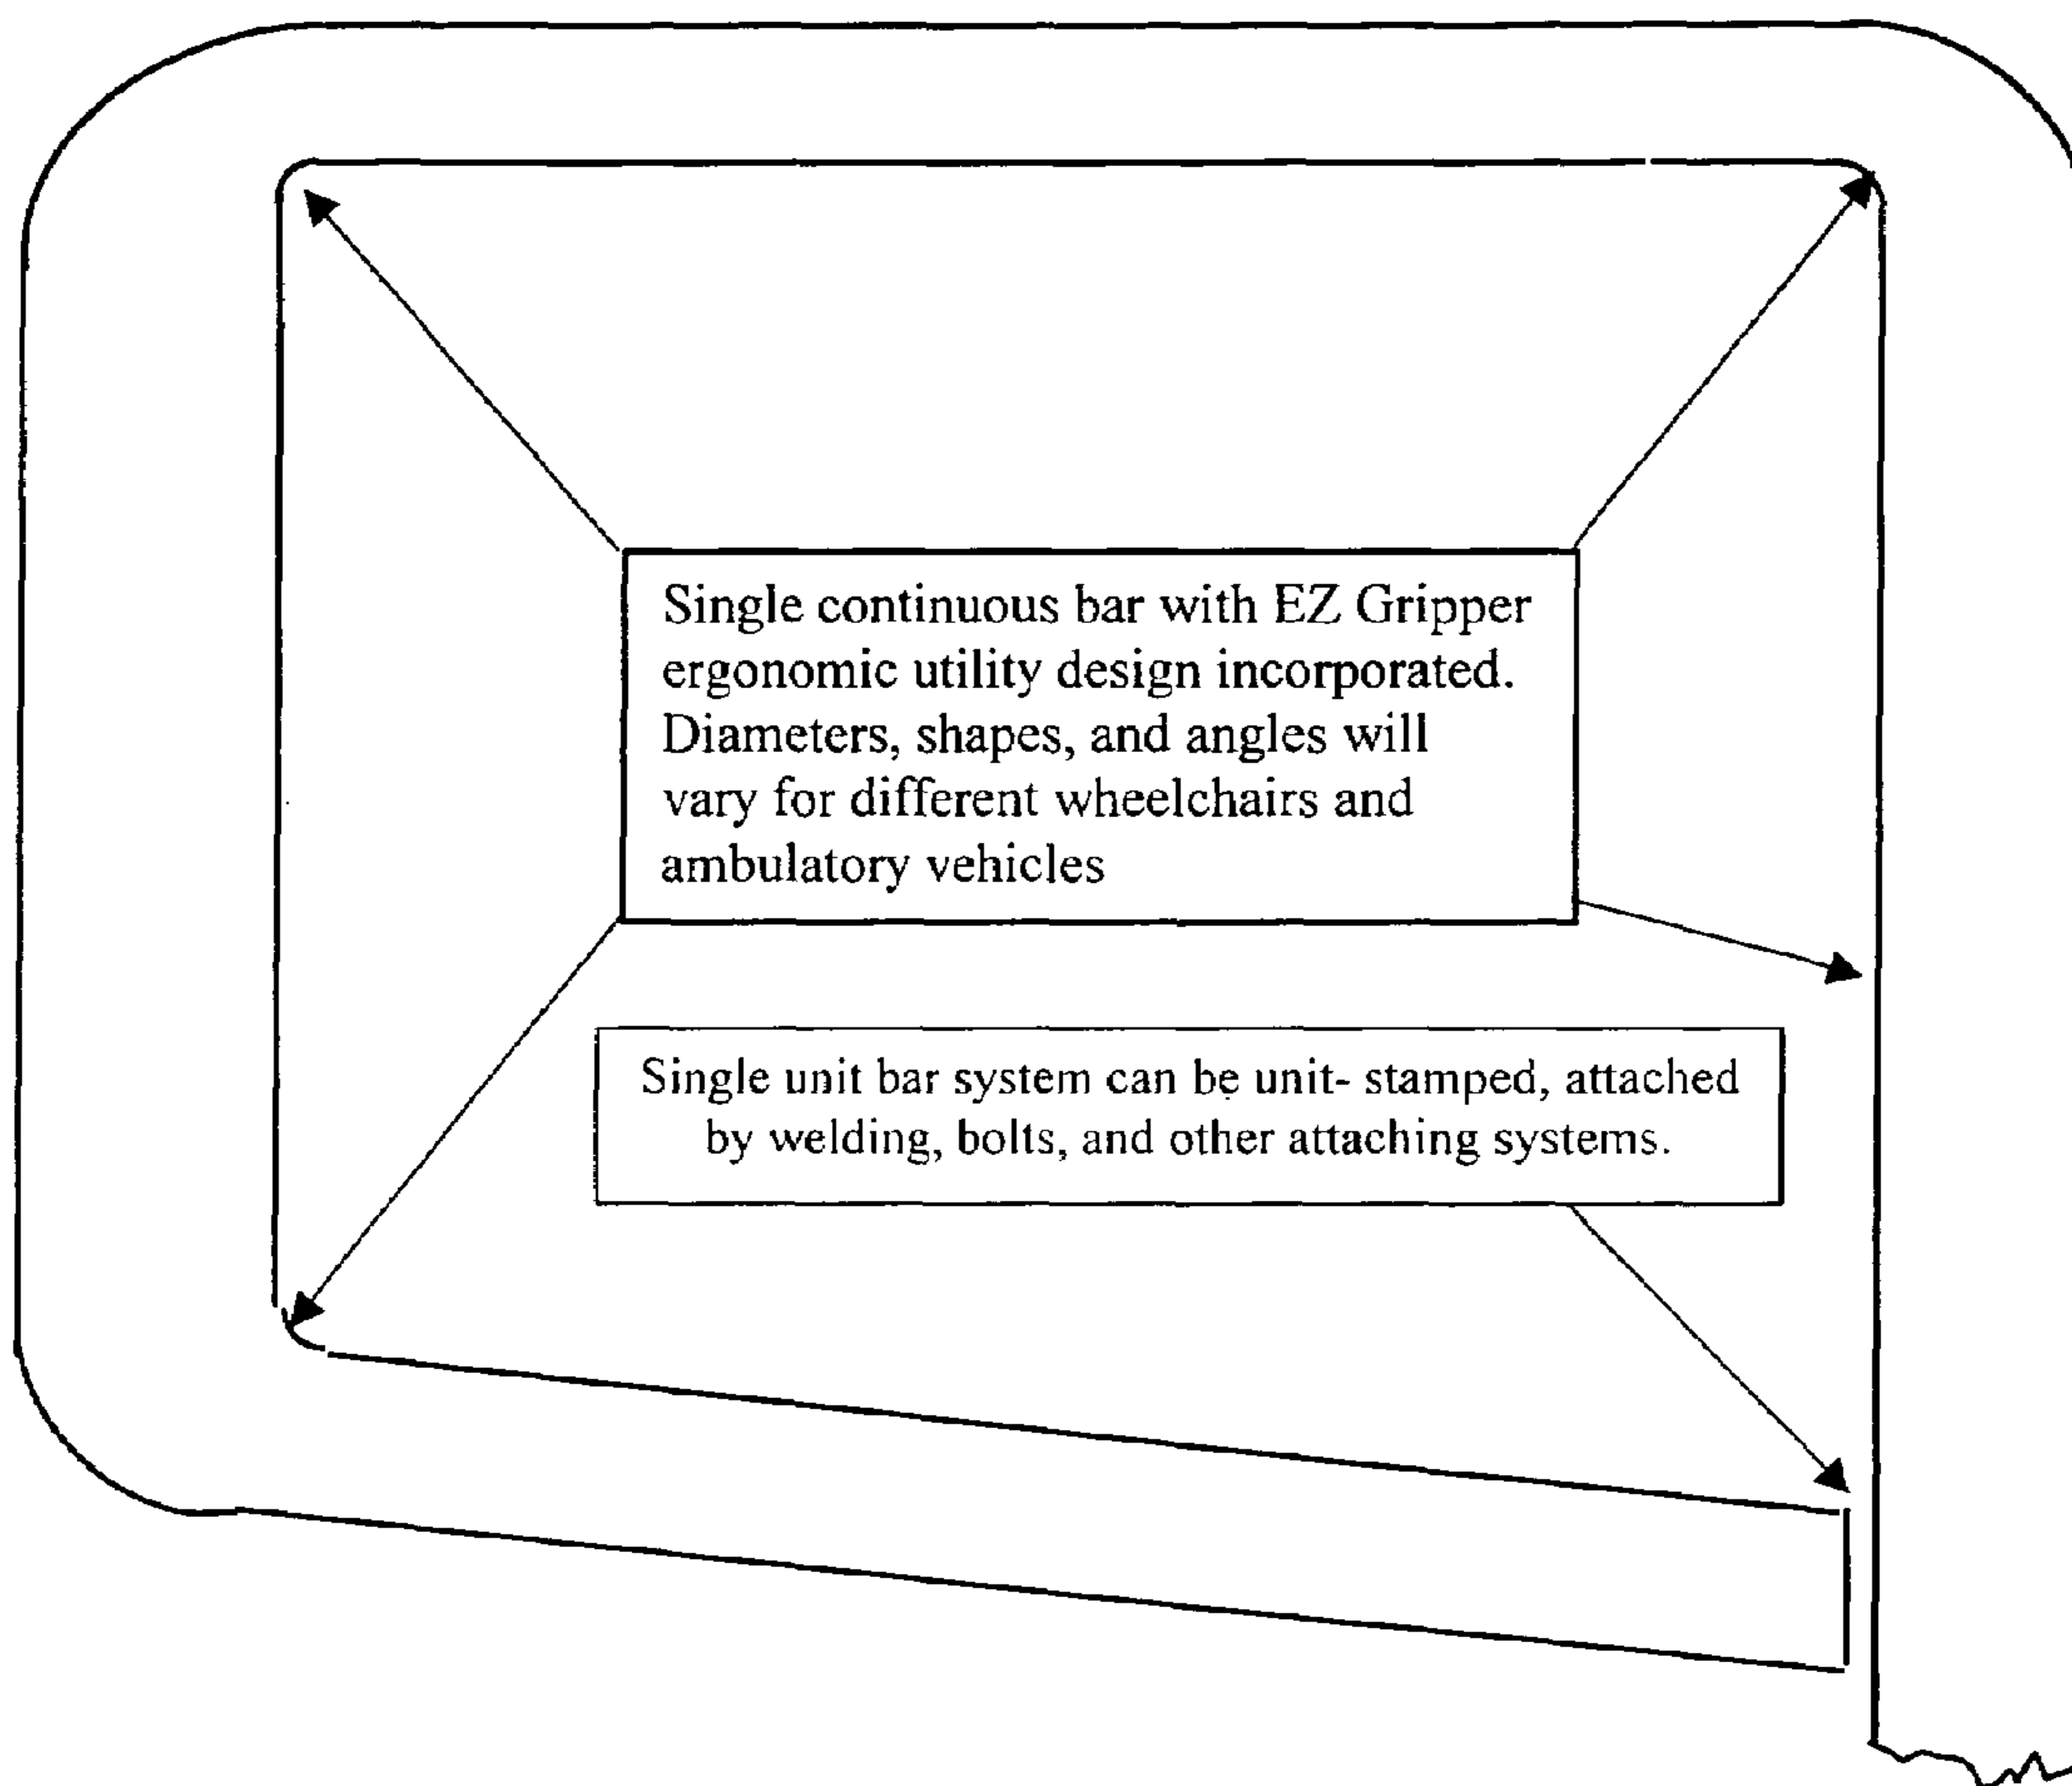 Single continuous bar with EZ Gripper
ergonomic utility design incorporated.
Diameters, shapes, and angles will
vary for different wheelchairs and
ambulatory vehicles
Single unit bar system can be unit- stamped, attached
by welding, bolts, and other attaching systems.